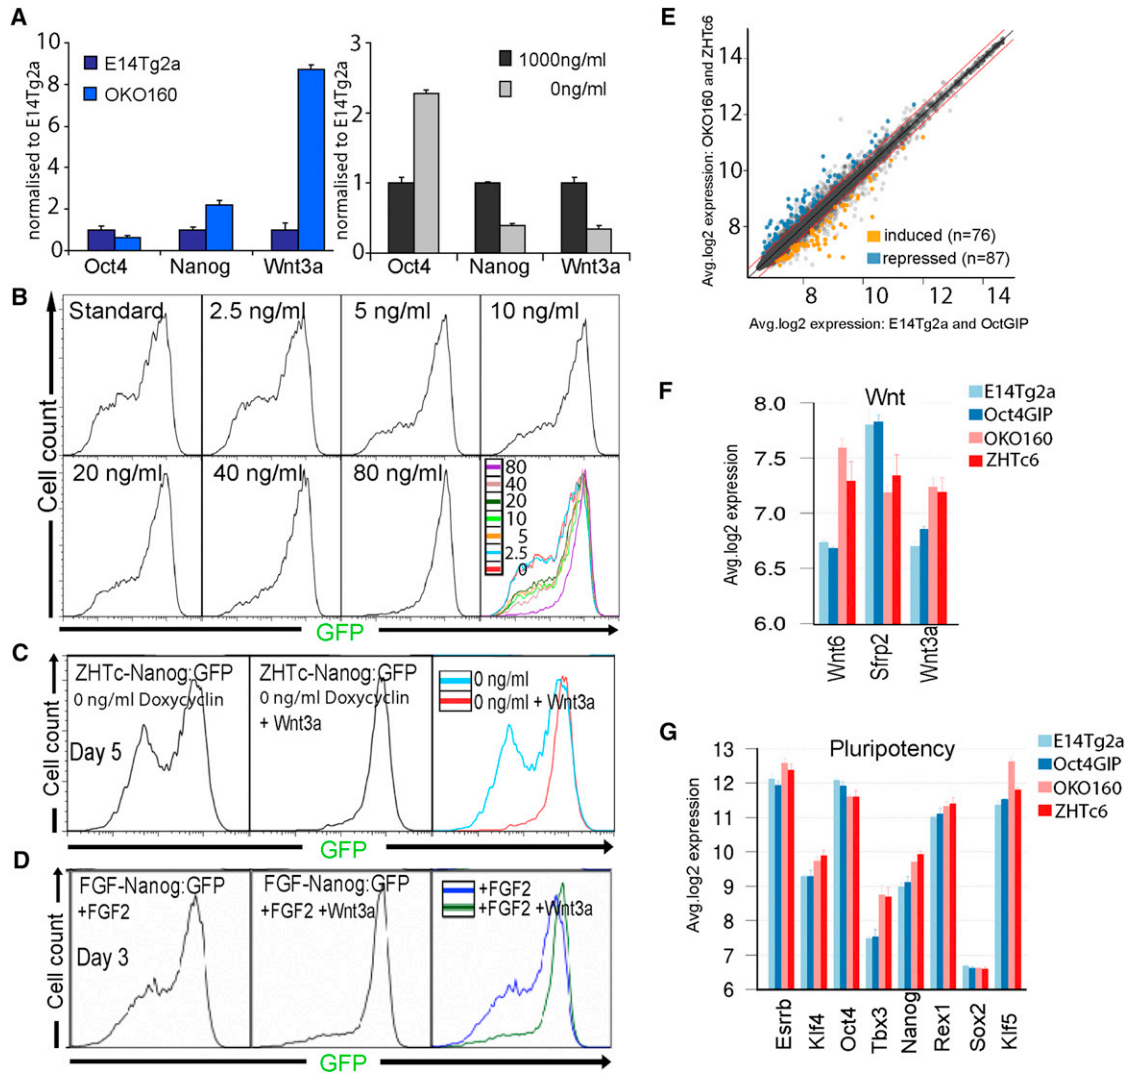 A
normalised to E14Tg2a
10
8
6
4
2
0
E14Tg2a
OKO160
Oct4 Nanog Wnt3a
normalised to E14Tg2a
3
2
1
0
1000ng/ml
0ng/ml
Oct4 Nanog Wnt3a
B
Cell count
Standard
2.5 ng/ml
5 ng/ml
10 ng/ml
20 ng/ml
40 ng/ml
80 ng/ml
80
40
20
10
5
2.5
0
GFP
C
Cell count
ZHTc-Nanog:GFP
0 ng/ml Doxycyclin
Day 5
ZHTc-Nanog:GFP
0 ng/ml Doxycyclin
+ Wnt3a
0 ng/ml
0 ng/ml + Wnt3a
GFP
D
Cell count
FGF-Nanog:GFP
+FGF2
Day 3
FGF-Nanog:GFP
+FGF2 +Wnt3a
+FGF2
+FGF2 +Wnt3a
GFP
E
Avg.log2 expression: OKO160 and ZHTc6
14
12
10
8
induced (n=76)
repressed (n=87)
8 10 12 14
Avg.log2 expression: E14Tg2a and OctGIP
F
Wnt
Avg.log2 expression
8.0
7.5
7.0
6.5
6.0
E14Tg2a
Oct4GIP
OKO160
ZHTc6
Wnt6
Sfrp2
Wnt3a
G
Pluripotency
Avg.log2 expression
13
12
11
10
9
8
7
6
E14Tg2a
Oct4GIP
OKO160
ZHTc6
Esrrb
Klf4
Oct4
Tbx3
Nanog
Rex1
Sox2
Klf5